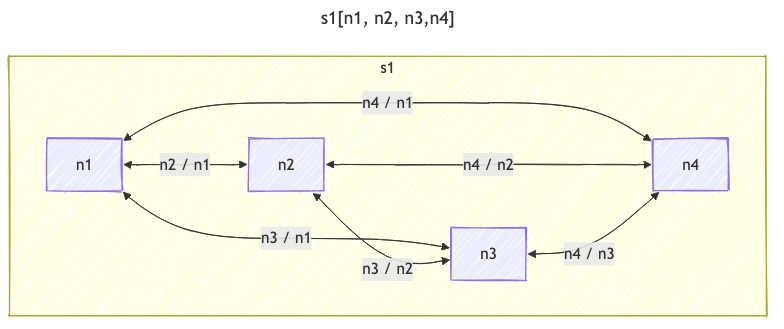 s1[n1, n2, n3,n4]
s1
n4 / n1
n1
n2 / n1
n2
n4 / n2
n4
n3 / n1
n3
n3 / n2
n4 / n3